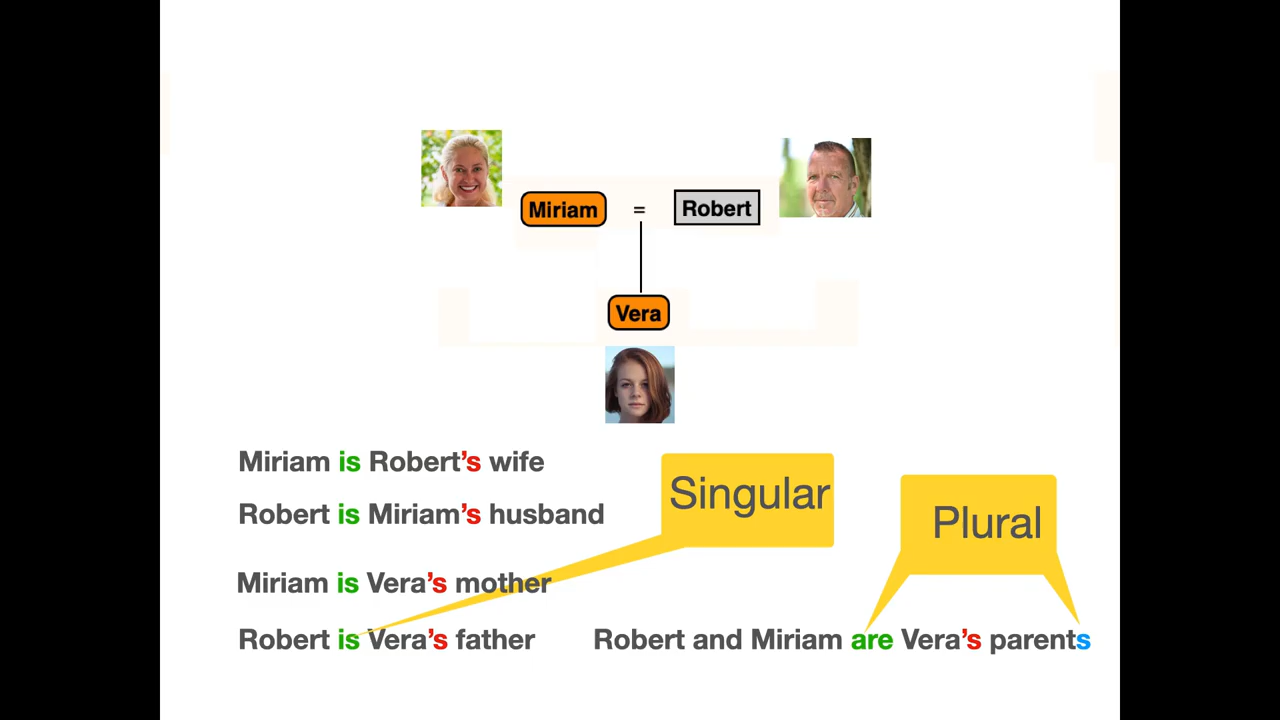 Miriam = Robert
Vera
Miriam is Robert’s wife
Robert is Miriam’s husband
Miriam is Vera’s mother
Robert is Vera’s father
Singular
Plural
Robert and Miriam are Vera’s parents